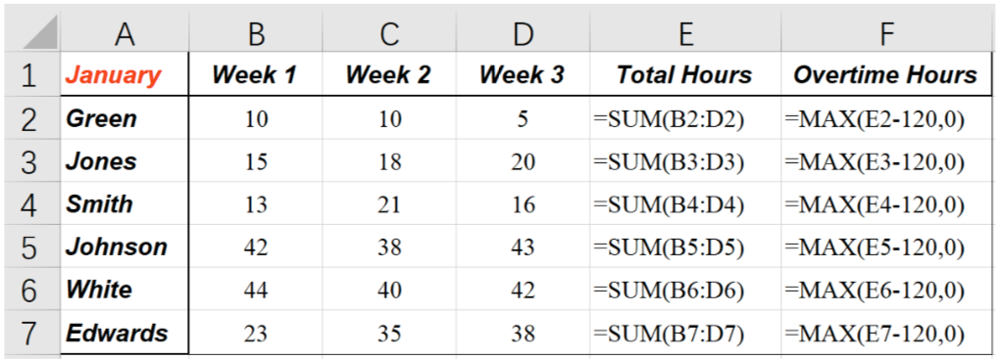 A B C D E F
1 January Week 1 Week 2 Week 3 Total Hours Overtime Hours
2 Green 10 10 5 =SUM(B2:D2) =MAX(E2-120,0)
3 Jones 15 18 20 =SUM(B3:D3) =MAX(E3-120,0)
4 Smith 13 21 16 =SUM(B4:D4) =MAX(E4-120,0)
5 Johnson 42 38 43 =SUM(B5:D5) =MAX(E5-120,0)
6 White 44 40 42 =SUM(B6:D6) =MAX(E6-120,0)
7 Edwards 23 35 38 =SUM(B7:D7) =MAX(E7-120,0)